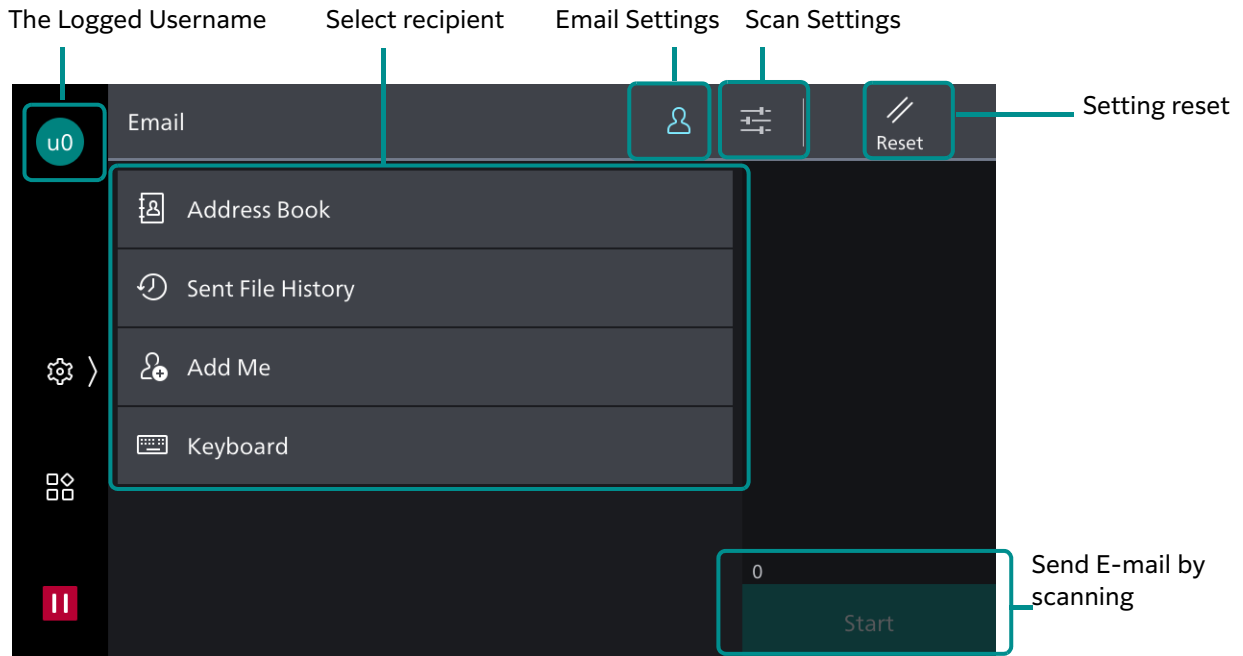 The Logged Username
Select recipient
Email Settings
Scan Settings
Setting reset
u0
Email
Reset
Address Book
Sent File History
Add Me
Keyboard
0
Start
Send E-mail by
scanning